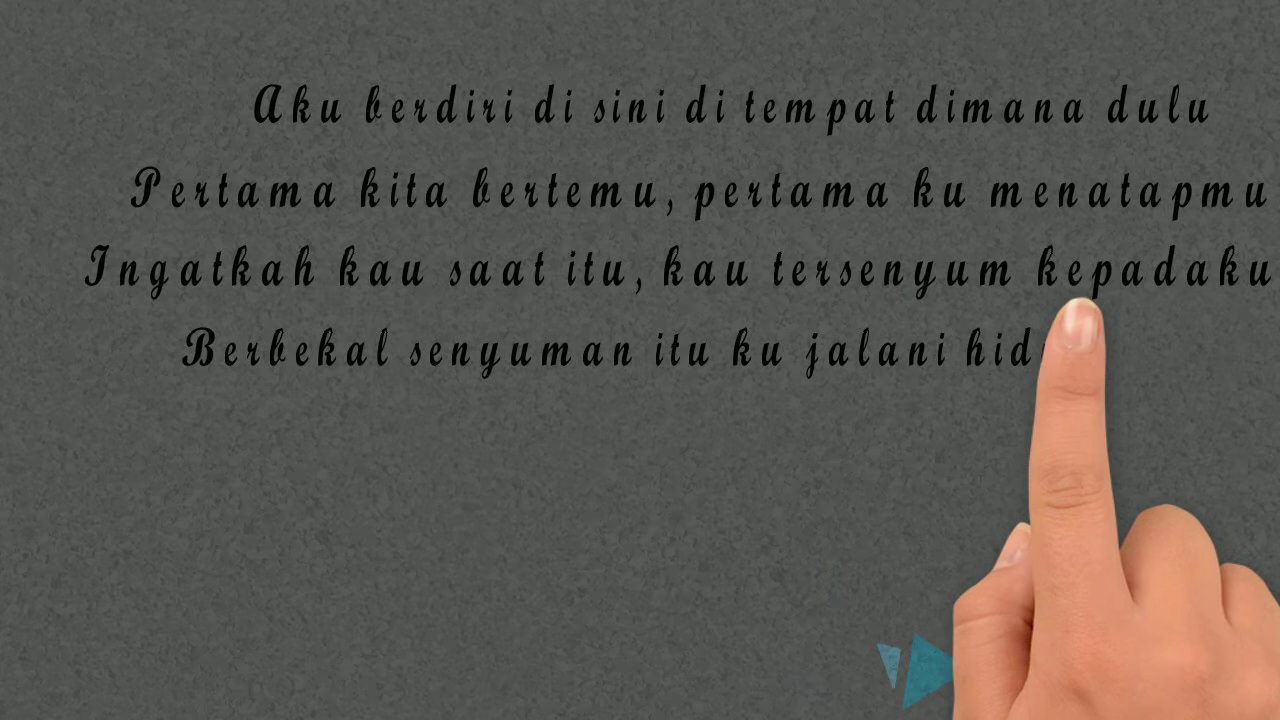 Aku berdiri di sini di tempat dimana dulu
Pertama kita bertemu, pertama ku menatapmu
Ingatkah kau saat itu, kau tersenyum kepadaku
Berbekal senyuman itu ku jalani